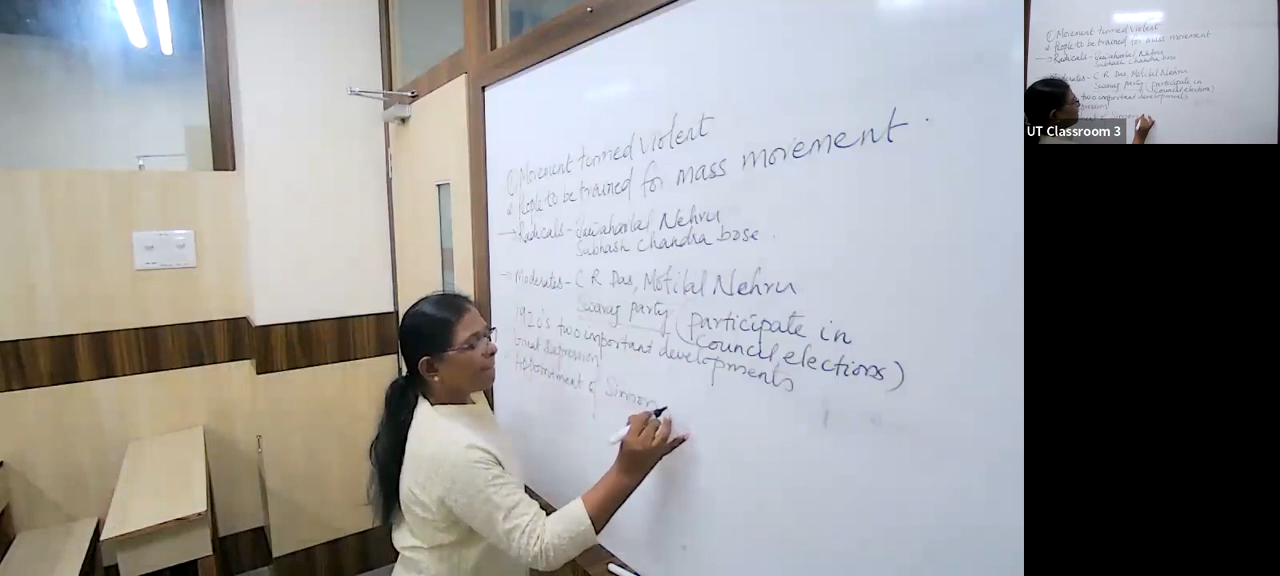 ① Movement turned Violent
2 People to be trained for mass movement.
→ Radicals - Jawaharlal Nehru
Subhash Chandra bose.
→ Moderates - C R Das, Motilal Nehru
Swaraj party (participate in
Council elections)
1920's two important developments
Great Depression
Appointment of Simon
UT Classroom 3